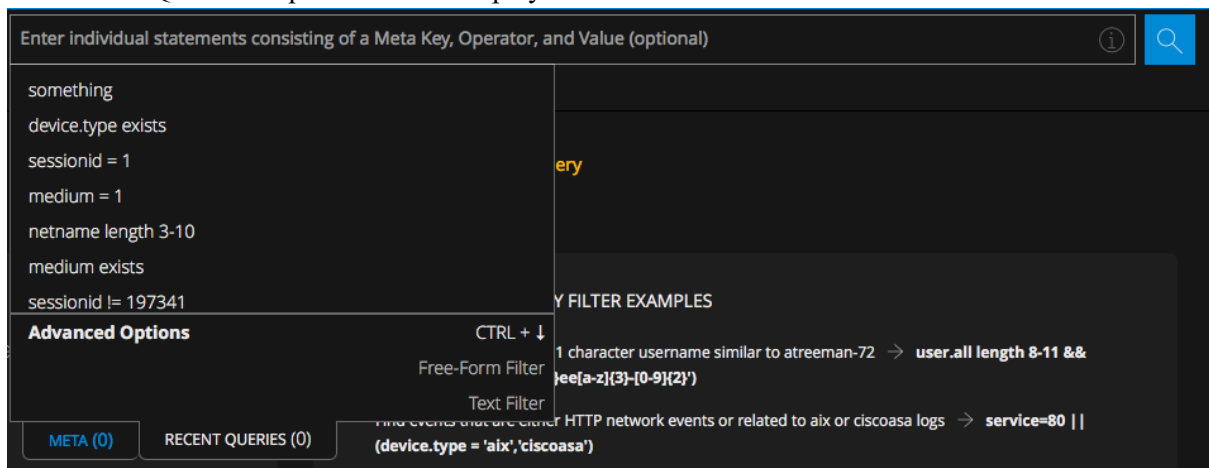 Enter individual statements consisting of a Meta Key, Operator, and Value (optional)
something
device.type exists
sessionid = 1
medium = 1
netname length 3-10
medium exists
sessionid != 197341
Advanced Options CTRL + ↓
Free-Form Filter
Text Filter
META (0) RECENT QUERIES (0)
ery
Y FILTER EXAMPLES
1 character username similar to atreeman-72 → user.all length 8-11 &&
}ee[a-z]{3}-[0-9]{2}')
Find events that are either HTTP network events or related to aix or ciscoasa logs → service=80 ||
(device.type = 'aix','ciscoasa')